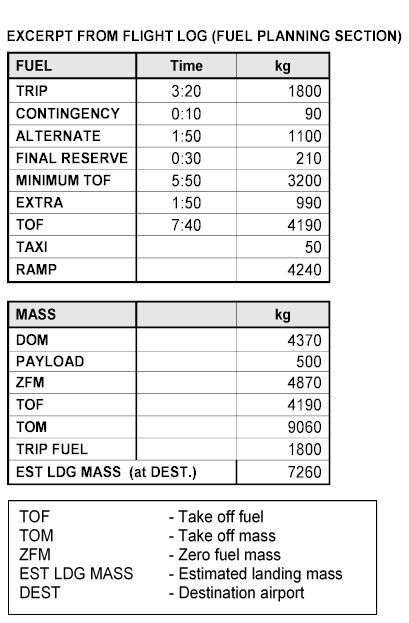 EXCERPT FROM FLIGHT LOG (FUEL PLANNING SECTION)
FUEL Time kg
TRIP 3:20 1800
CONTINGENCY 0:10 90
ALTERNATE 1:50 1100
FINAL RESERVE 0:30 210
MINIMUM TOF 5:50 3200
EXTRA 1:50 990
TOF 7:40 4190
TAXI 50
RAMP 4240
MASS kg
DOM 4370
PAYLOAD 500
ZFM 4870
TOF 4190
TOM 9060
TRIP FUEL 1800
EST LDG MASS (at DEST.) 7260
TOF - Take off fuel
TOM - Take off mass
ZFM - Zero fuel mass
EST LDG MASS - Estimated landing mass
DEST - Destination airport